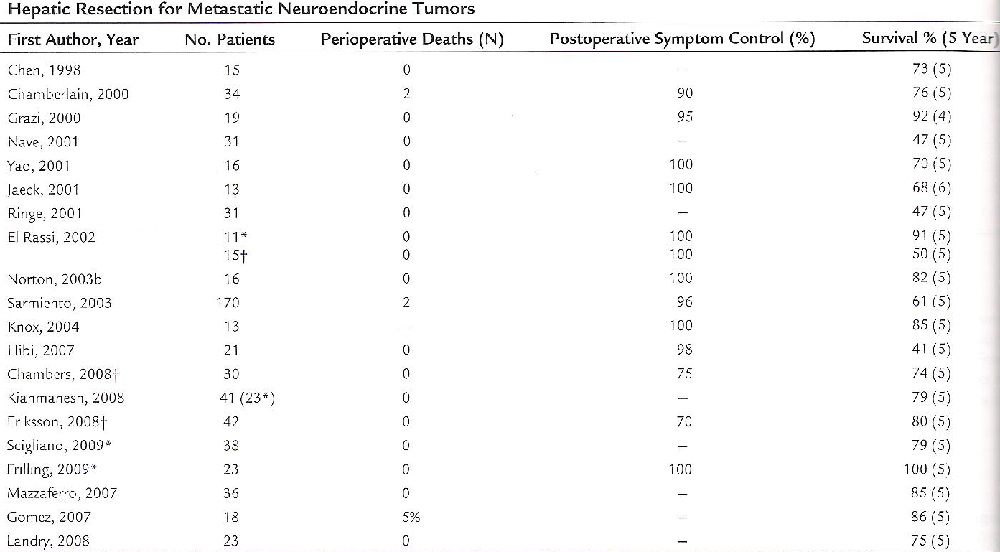 Hepatic Resection for Metastatic Neuroendocrine Tumors
First Author, Year No. Patients Perioperative Deaths (N) Postoperative Symptom Control (%) Survival % (5 Year)
Chen, 1998 15 0 — 73 (5)
Chamberlain, 2000 34 2 90 76 (5)
Grazi, 2000 19 0 95 92 (4)
Nave, 2001 31 0 — 47 (5)
Yao, 2001 16 0 100 70 (5)
Jaeck, 2001 13 0 100 68 (6)
Ringe, 2001 31 0 — 47 (5)
El Rassi, 2002 11* 0 100 91 (5)
15† 0 100 50 (5)
Norton, 2003b 16 0 100 82 (5)
Sarmiento, 2003 170 2 96 61 (5)
Knox, 2004 13 — 100 85 (5)
Hibi, 2007 21 0 98 41 (5)
Chambers, 2008† 30 0 75 74 (5)
Kianmanesh, 2008 41 (23*) 0 — 79 (5)
Eriksson, 2008† 42 0 70 80 (5)
Scigliano, 2009* 38 0 — 79 (5)
Frilling, 2009* 23 0 100 100 (5)
Mazzaferro, 2007 36 0 — 85 (5)
Gomez, 2007 18 5% — 86 (5)
Landry, 2008 23 0 — 75 (5)